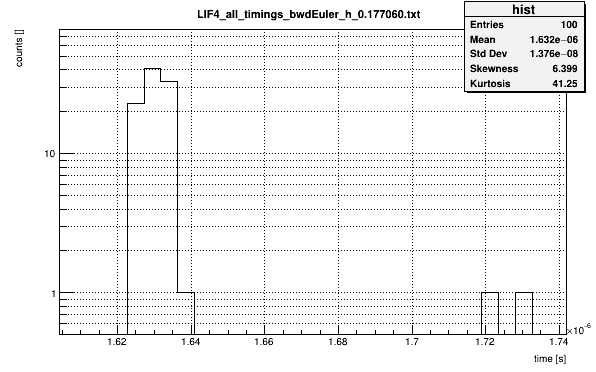 LIF4_all_timings_bwdEuler_h_0.177060.txt
hist
Entries 100
Mean 1.632e−06
Std Dev 1.376e−08
Skewness 6.399
Kurtosis 41.25
counts []
10
1
1.62 1.64 1.66 1.68 1.7 1.72 1.74
×10⁻⁶
time [s]